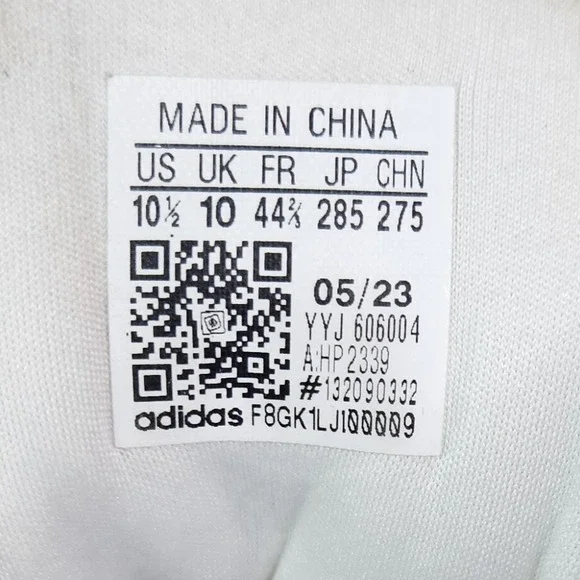 MADE IN CHINA
US UK FR JP CHN
10½ 10 44⅔ 285 275
05/23
YYJ 606004
A:HP2339
#132090332
adidas F8GK1LJ100009